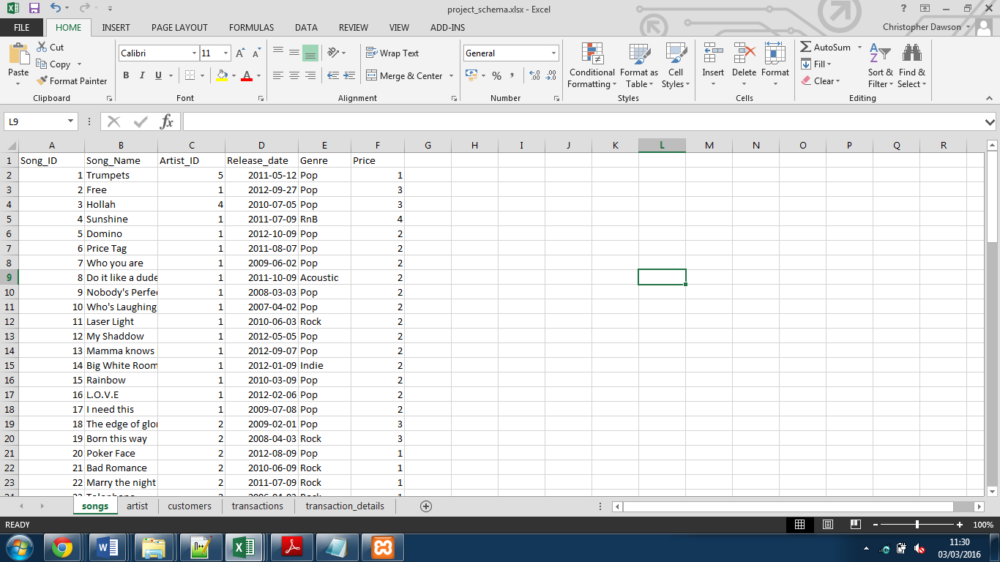 project_schema.xlsx - Excel
FILE HOME INSERT PAGE LAYOUT FORMULAS DATA REVIEW VIEW ADD-INS Christopher Dawson
Paste Cut Copy Format Painter
Calibri 11 B I U
Wrap Text Merge & Center
General
Conditional Formatting Format as Table Cell Styles
Insert Delete Format
AutoSum Fill Clear Sort & Filter Find & Select
Clipboard Font Alignment Number Styles Cells Editing
L9 fx
A B C D E F G H I J K L M N O P Q R
1 Song_ID Song_Name Artist_ID Release_date Genre Price
2 1 Trumpets 5 2011-05-12 Pop 1
3 2 Free 1 2012-09-27 Pop 3
4 3 Hollah 4 2010-07-05 Pop 3
5 4 Sunshine 1 2011-07-09 RnB 4
6 5 Domino 1 2012-10-09 Pop 2
7 6 Price Tag 1 2011-08-07 Pop 2
8 7 Who you are 1 2009-06-02 Pop 2
9 8 Do it like a dude 1 2011-10-09 Acoustic 2
10 9 Nobody's Perfe 1 2008-03-03 Pop 2
11 10 Who's Laughing 1 2007-04-02 Pop 2
12 11 Laser Light 1 2010-06-03 Rock 2
13 12 My Shaddow 1 2012-05-05 Pop 2
14 13 Mamma knows 1 2012-09-07 Pop 2
15 14 Big White Room 1 2012-01-09 Indie 2
16 15 Rainbow 1 2010-03-09 Pop 2
17 16 L.O.V.E 1 2012-02-06 Pop 2
18 17 I need this 1 2009-07-08 Pop 2
19 18 The edge of glo 2 2009-02-01 Pop 3
20 19 Born this way 2 2008-04-03 Rock 3
21 20 Poker Face 2 2012-08-09 Pop 1
22 21 Bad Romance 2 2010-06-09 Rock 1
23 22 Marry the night 2 2011-07-09 Rock 1
songs artist customers transactions transaction_details
READY 100%
11:30
03/03/2016